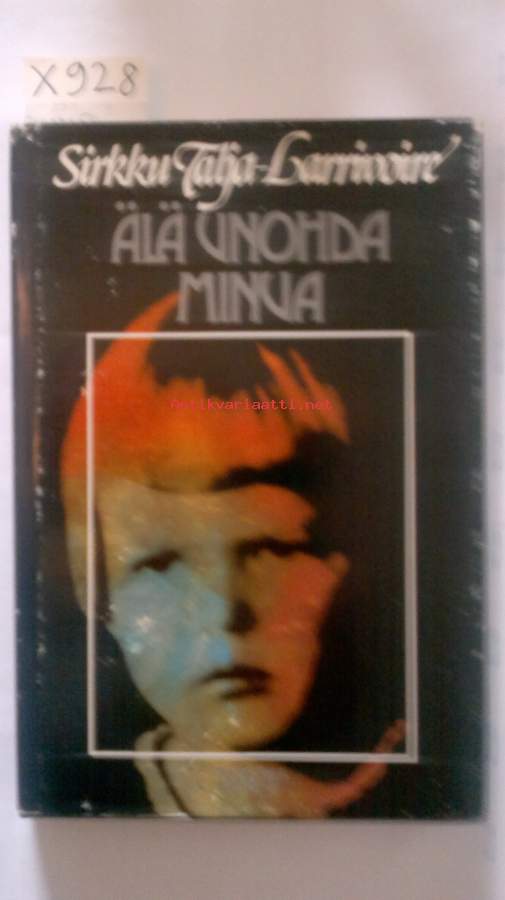 X928
Sirkku Talja-Larrivoire
ÄLÄ UNOHDA
MINUA
Antikvariaatti.net